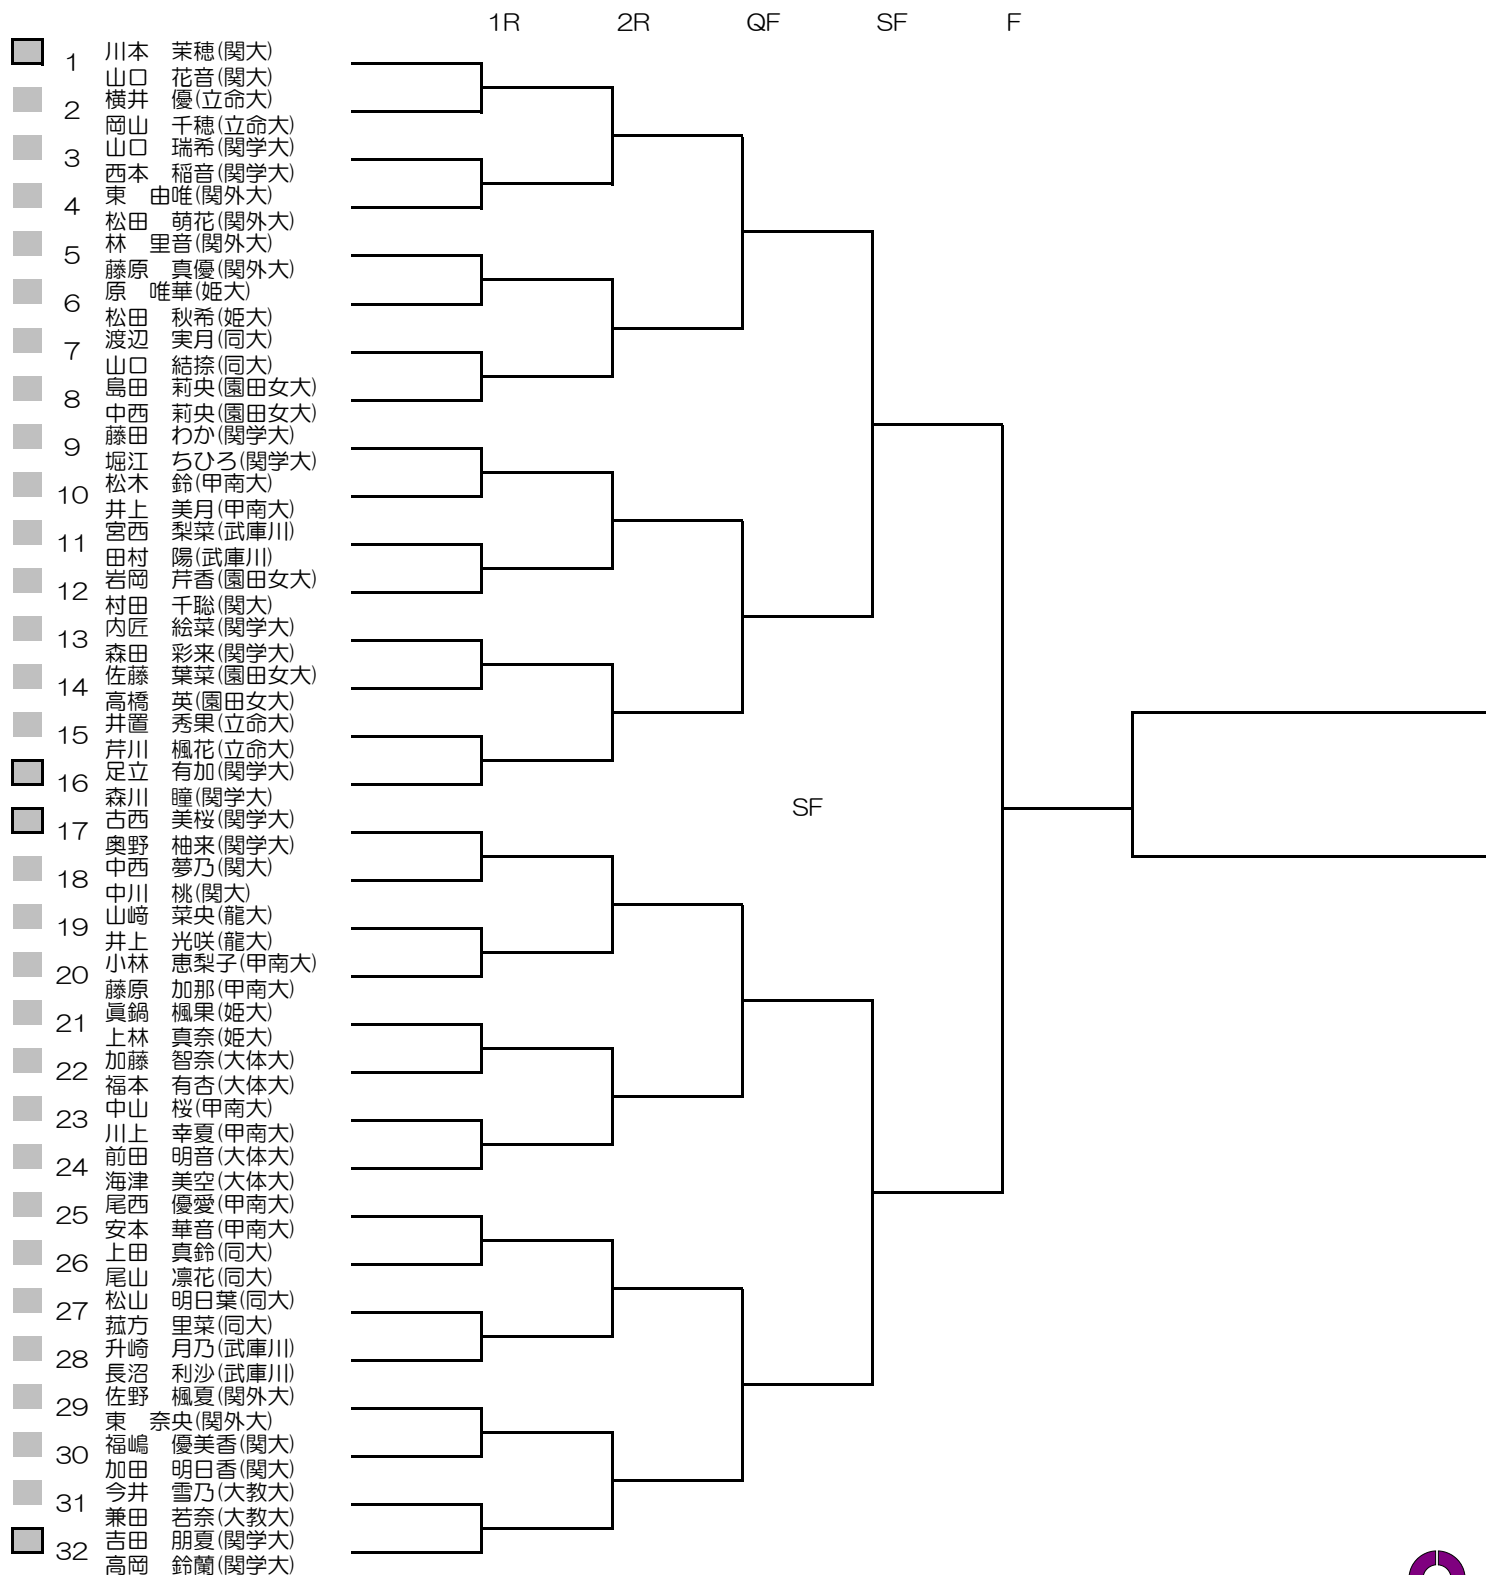 1R 2R QF SF F
川本 茉穂(関大)
1
山口 花音(関大)
横井 優(立命大)
2
岡山 千穂(立命大)
山口 瑞希(関学大)
3
西本 稲音(関学大)
東 由唯(関外大)
4
松田 萌花(関外大)
林 里音(関外大)
5
藤原 真優(関外大)
原 唯華(姫大)
6
松田 秋希(姫大)
渡辺 実月(同大)
7
山口 結捺(同大)
島田 莉央(園田女大)
8
中西 莉央(園田女大)
藤田 わか(関学大)
9
堀江 ちひろ(関学大)
松木 鈴(甲南大)
10
井上 美月(甲南大)
宮西 梨菜(武庫川)
11
田村 陽(武庫川)
岩岡 芹香(園田女大)
12
村田 千聡(関大)
内匠 絵菜(関学大)
13
森田 彩来(関学大)
佐藤 葉菜(園田女大)
14
高橋 英(園田女大)
井置 秀果(立命大)
15
芹川 楓花(立命大)
足立 有加(関学大)
16
森川 瞳(関学大)
SF
古西 美桜(関学大)
17
奥野 柚来(関学大)
中西 夢乃(関大)
18
中川 桃(関大)
山﨑 菜央(龍大)
19
井上 光咲(龍大)
小林 恵梨子(甲南大)
20
藤原 加那(甲南大)
眞鍋 楓果(姫大)
21
上林 真奈(姫大)
加藤 智奈(大体大)
22
福本 有杏(大体大)
中山 桜(甲南大)
23
川上 幸夏(甲南大)
前田 明音(大体大)
24
海津 美空(大体大)
尾西 優愛(甲南大)
25
安本 華音(甲南大)
上田 真鈴(同大)
26
尾山 凛花(同大)
松山 明日葉(同大)
27
菰方 里菜(同大)
升崎 月乃(武庫川)
28
長沼 利沙(武庫川)
佐野 楓夏(関外大)
29
東 奈央(関外大)
福嶋 優美香(関大)
30
加田 明日香(関大)
今井 雪乃(大教大)
31
兼田 若奈(大教大)
吉田 朋夏(関学大)
32
高岡 鈴蘭(関学大)